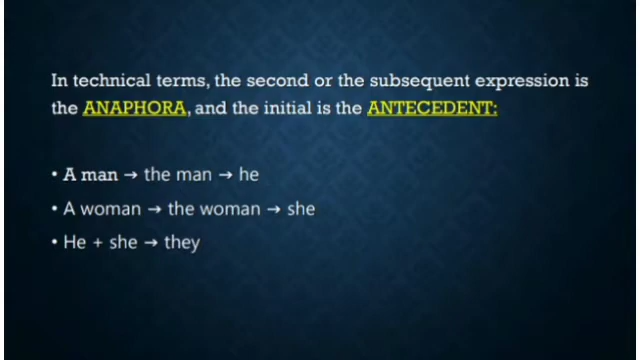 In technical terms, the second or the subsequent expression is
the ANAPHORA, and the initial is the ANTECEDENT:
• A man → the man → he
• A woman → the woman → she
• He + she → they